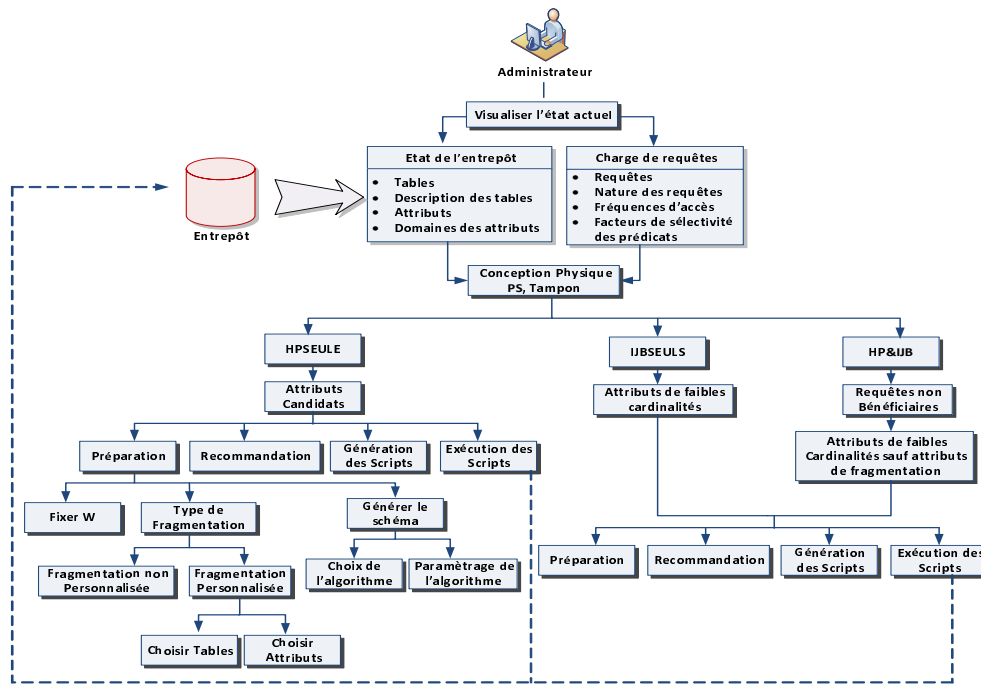 Administrateur
Visualiser l'état actuel
Etat de l'entrepôt
• Tables
• Description des tables
• Attributs
• Domaines des attributs
Charge de requêtes
• Requêtes
• Nature des requêtes
• Fréquences d'accès
• Facteurs de sélectivité
des prédicats
Entrepôt
Conception Physique
PS, Tampon
HPSEULE
IJBSEULS
HP&IJB
Attributs
Candidats
Attributs de faibles
cardinalités
Requêtes non
Bénéficiaires
Attributs de faibles
Cardinalités sauf attributs
de fragmentation
Préparation
Recommandation
Génération
des Scripts
Exécution des
Scripts
Fixer W
Type de
Fragmentation
Générer le
schéma
Fragmentation non
Personnalisée
Fragmentation
Personnalisée
Choix de
l'algorithme
Paramètrage de
l'algorithme
Choisir Tables
Choisir
Attributs
Préparation
Recommandation
Génération
des Scripts
Exécution des
Scripts